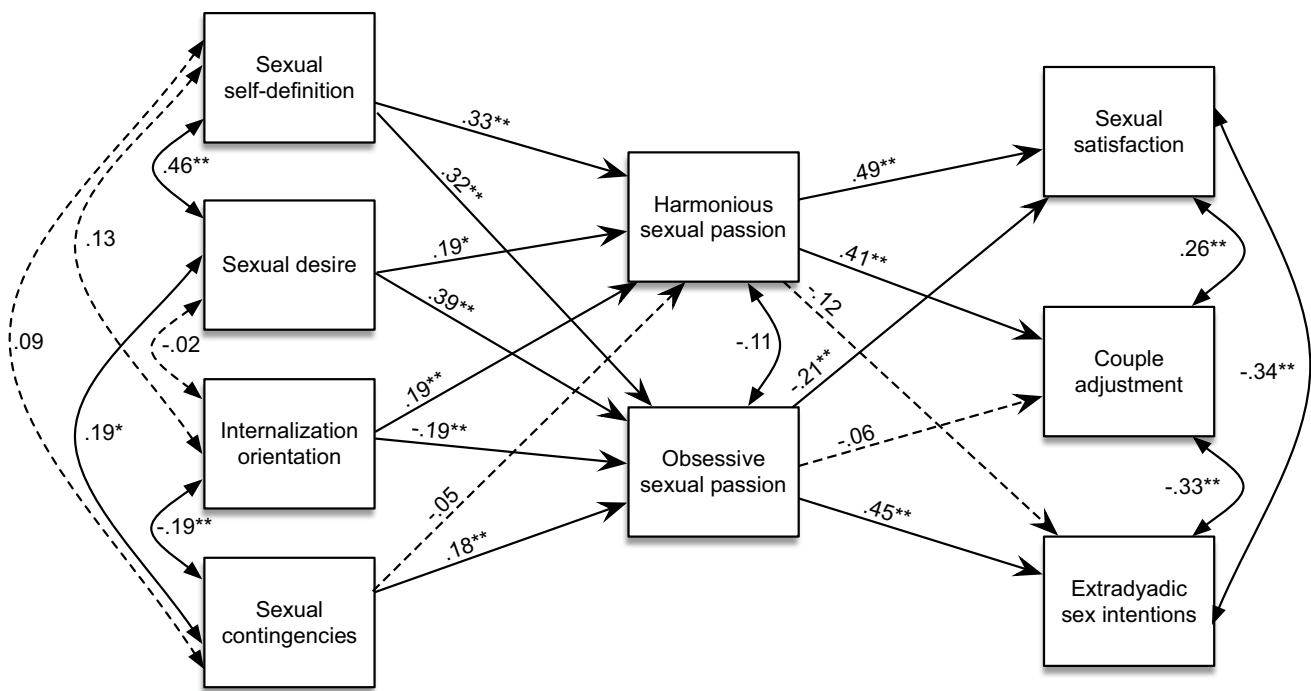 Sexual
self-definition
Sexual desire
Internalization
orientation
Sexual
contingencies
.46**
.13
-.02
.09
.19*
-.19**
.33**
.32**
.19*
.39**
.19**
-.19**
-.05
.18**
Harmonious
sexual passion
-.11
Obsessive
sexual passion
.49**
.41**
-.12
-.21**
-.06
.45**
Sexual
satisfaction
.26**
Couple
adjustment
-.34**
-.33**
Extradyadic
sex intentions